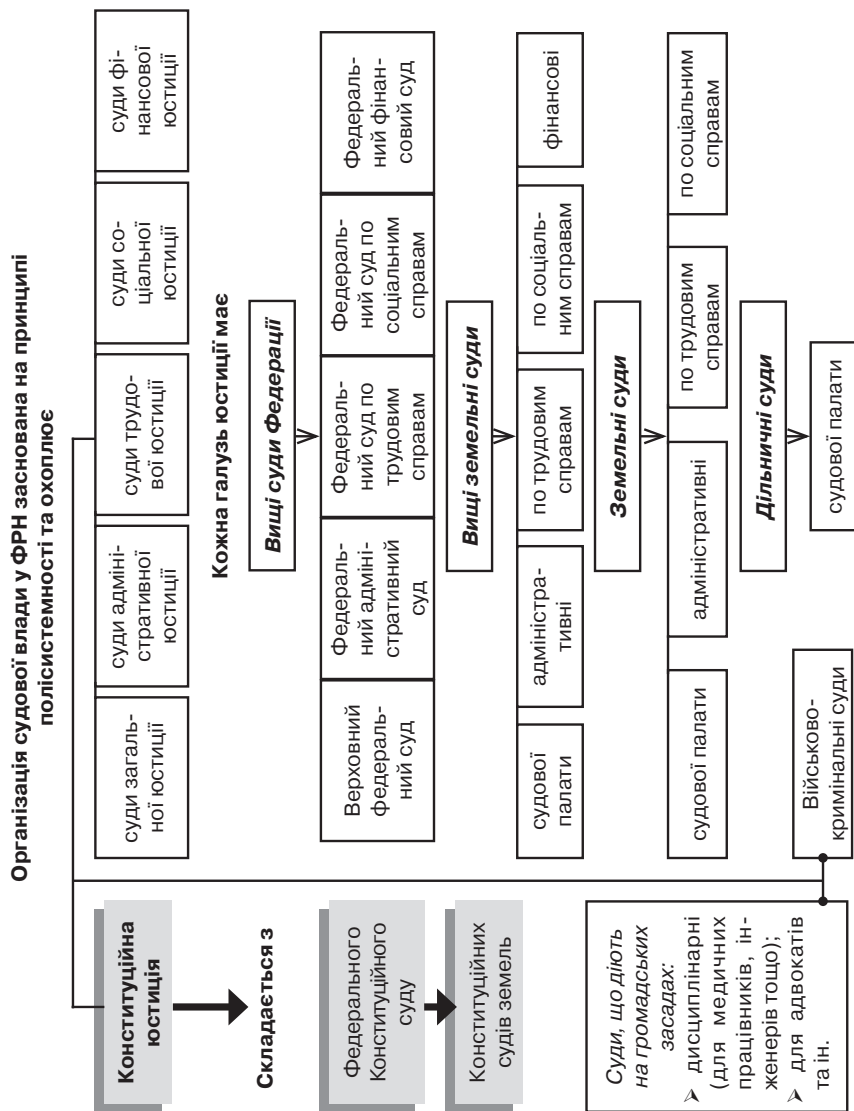 Організація судової влади у ФРН заснована на принципі
полісистемності та охоплює
Конституційна
юстиція
суди загаль-
ної юстиції
суди адміні-
стративної
юстиції
суди трудо-
вої юстиції
суди со-
ціальної
юстиції
суди фі-
нансової
юстиції
Складається з
Кожна галузь юстиції має
Вищі суди Федерації
Федерального
Конституційного
суду
Верховний
федераль-
ний суд
Федераль-
ний адміні-
стративний
суд
Федераль-
ний суд по
трудовим
справам
Федераль-
ний суд по
соціальним
справам
Федераль-
ний фінан-
совий суд
Конституційних
судів земель
Вищі земельні суди
судової
палати
адміністра-
тивні
по трудовим
справам
по соціаль-
ним справам
фінансові
Земельні суди
Суди, що діють
на громадських
засадах:
➢ дисциплінарні
(для медичних
працівників, ін-
женерів тощо);
➢ для адвокатів
та ін.
судової палати
адміністративні
по трудовим
справам
по соціальним
справам
Дільничні суди
Військово-
кримінальні суди
судової палати